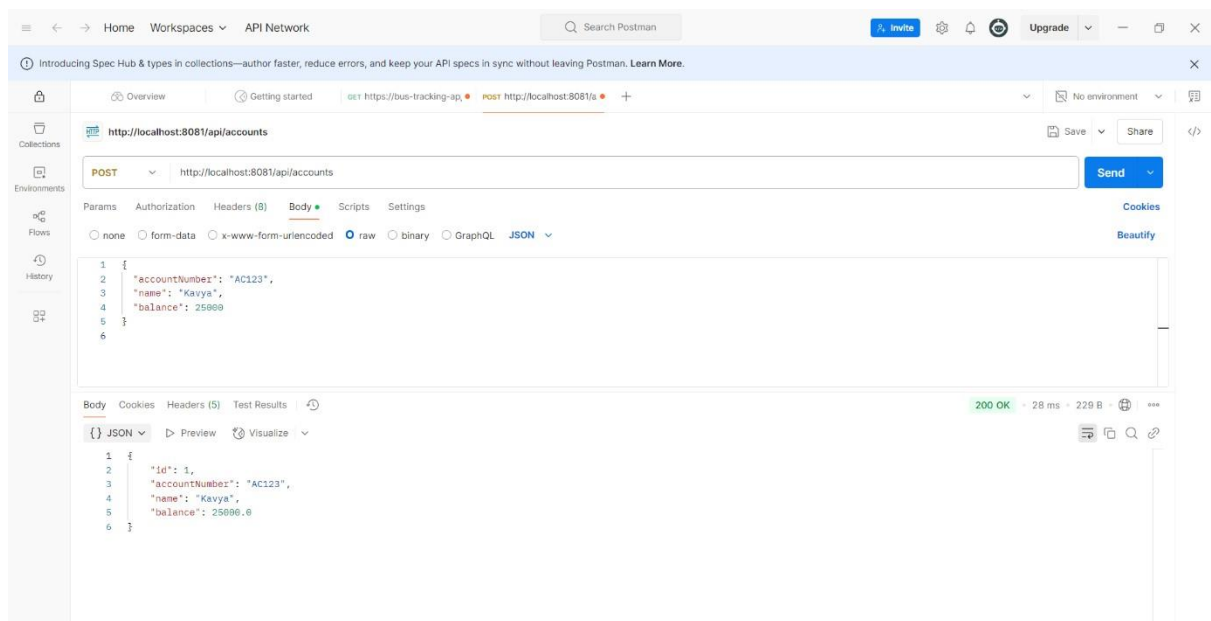 Home Workspaces API Network Search Postman Invite Upgrade
Introducing Spec Hub & types in collections—author faster, reduce errors, and keep your API specs in sync without leaving Postman. Learn More.
Overview Getting started GET https://bus-tracking-ap, POST http://localhost:8081/a No environment
Collections
Environments
Flows
History
HTTP http://localhost:8081/api/accounts Save Share
POST http://localhost:8081/api/accounts Send
Params Authorization Headers (8) Body Scripts Settings Cookies
none form-data x-www-form-urlencoded raw binary GraphQL JSON Beautify
1 {
2 "accountNumber": "AC123",
3 "name": "Kavya",
4 "balance": 25000
5 }
6
Body Cookies Headers (5) Test Results 200 OK 28 ms 229 B
{} JSON Preview Visualize
1 {
2 "id": 1,
3 "accountNumber": "AC123",
4 "name": "Kavya",
5 "balance": 25000.0
6 }